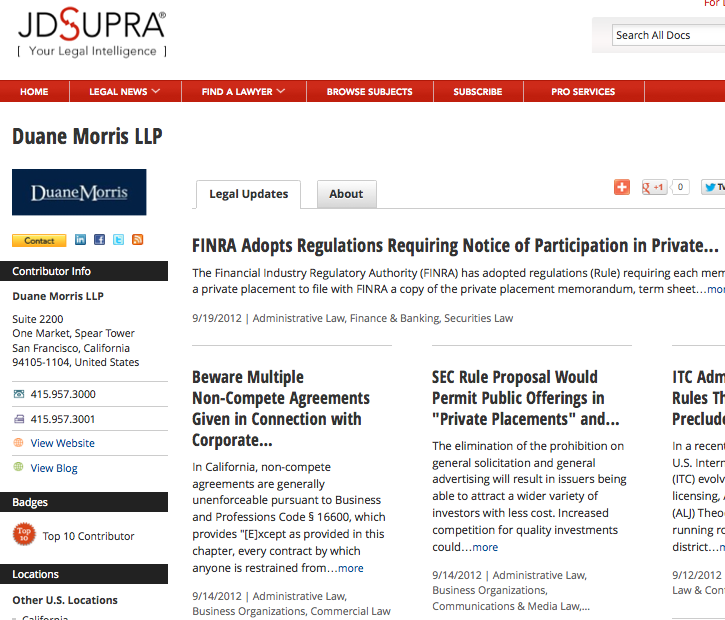 For L
JDSUPRA®
[ Your Legal Intelligence ]
Search All Docs
HOME
LEGAL NEWS
FIND A LAWYER
BROWSE SUBJECTS
SUBSCRIBE
PRO SERVICES
Duane Morris LLP
DuaneMorris
Contact
Legal Updates
About
+1
0
Tw
Contributor Info
Duane Morris LLP
Suite 2200
One Market, Spear Tower
San Francisco, California
94105-1104, United States
415.957.3000
415.957.3001
View Website
View Blog
Badges
Top 10
Top 10 Contributor
Locations
Other U.S. Locations
California
FINRA Adopts Regulations Requiring Notice of Participation in Private...
The Financial Industry Regulatory Authority (FINRA) has adopted regulations (Rule) requiring each mem
a private placement to file with FINRA a copy of the private placement memorandum, term sheet...mor
9/19/2012 | Administrative Law, Finance & Banking, Securities Law
Beware Multiple
Non-Compete Agreements
Given in Connection with
Corporate...
In California, non-compete
agreements are generally
unenforceable pursuant to Business
and Professions Code § 16600, which
provides "[E]xcept as provided in this
chapter, every contract by which
anyone is restrained from...more
9/14/2012 | Administrative Law,
Business Organizations, Commercial Law
SEC Rule Proposal Would
Permit Public Offerings in
"Private Placements" and...
The elimination of the prohibition on
general solicitation and general
advertising will result in issuers being
able to attract a wider variety of
investors with less cost. Increased
competition for quality investments
could...more
9/14/2012 | Administrative Law,
Business Organizations,
Communications & Media Law,...
ITC Adm
Rules Th
Preclude
In a recent
U.S. Intern
(ITC) evolv
licensing, A
(ALJ) Theo
running ro
district...m
9/12/2012
Law & Con